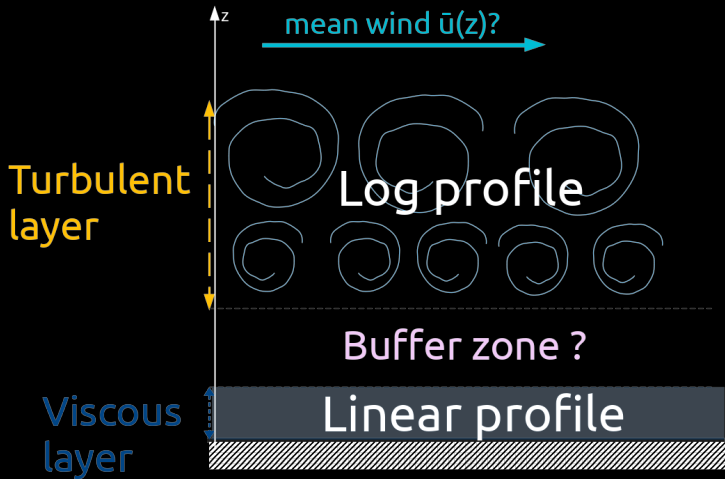 z
mean wind ū(z)?
Turbulent
layer
Log profile
Buffer zone ?
Viscous
layer
Linear profile